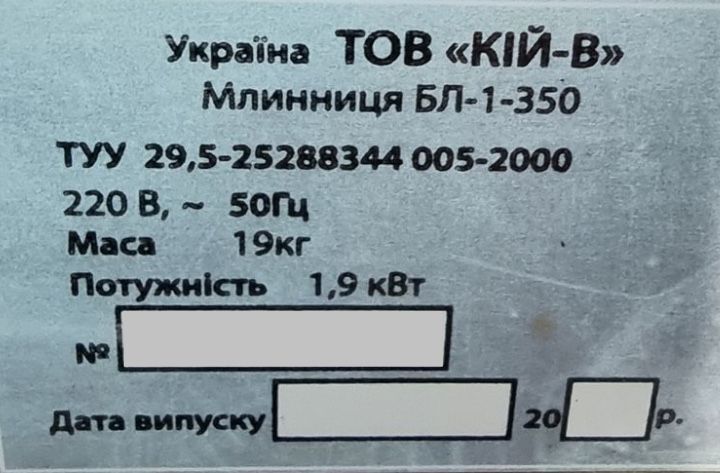 Україна ТОВ «КІЙ-В»
Млинниця БЛ-1-350
ТУУ 29,5-25288344 005-2000
220 В, ~ 50Гц
Маса 19кг
Потужність 1,9 кВт
№
Дата випуску 20 р.